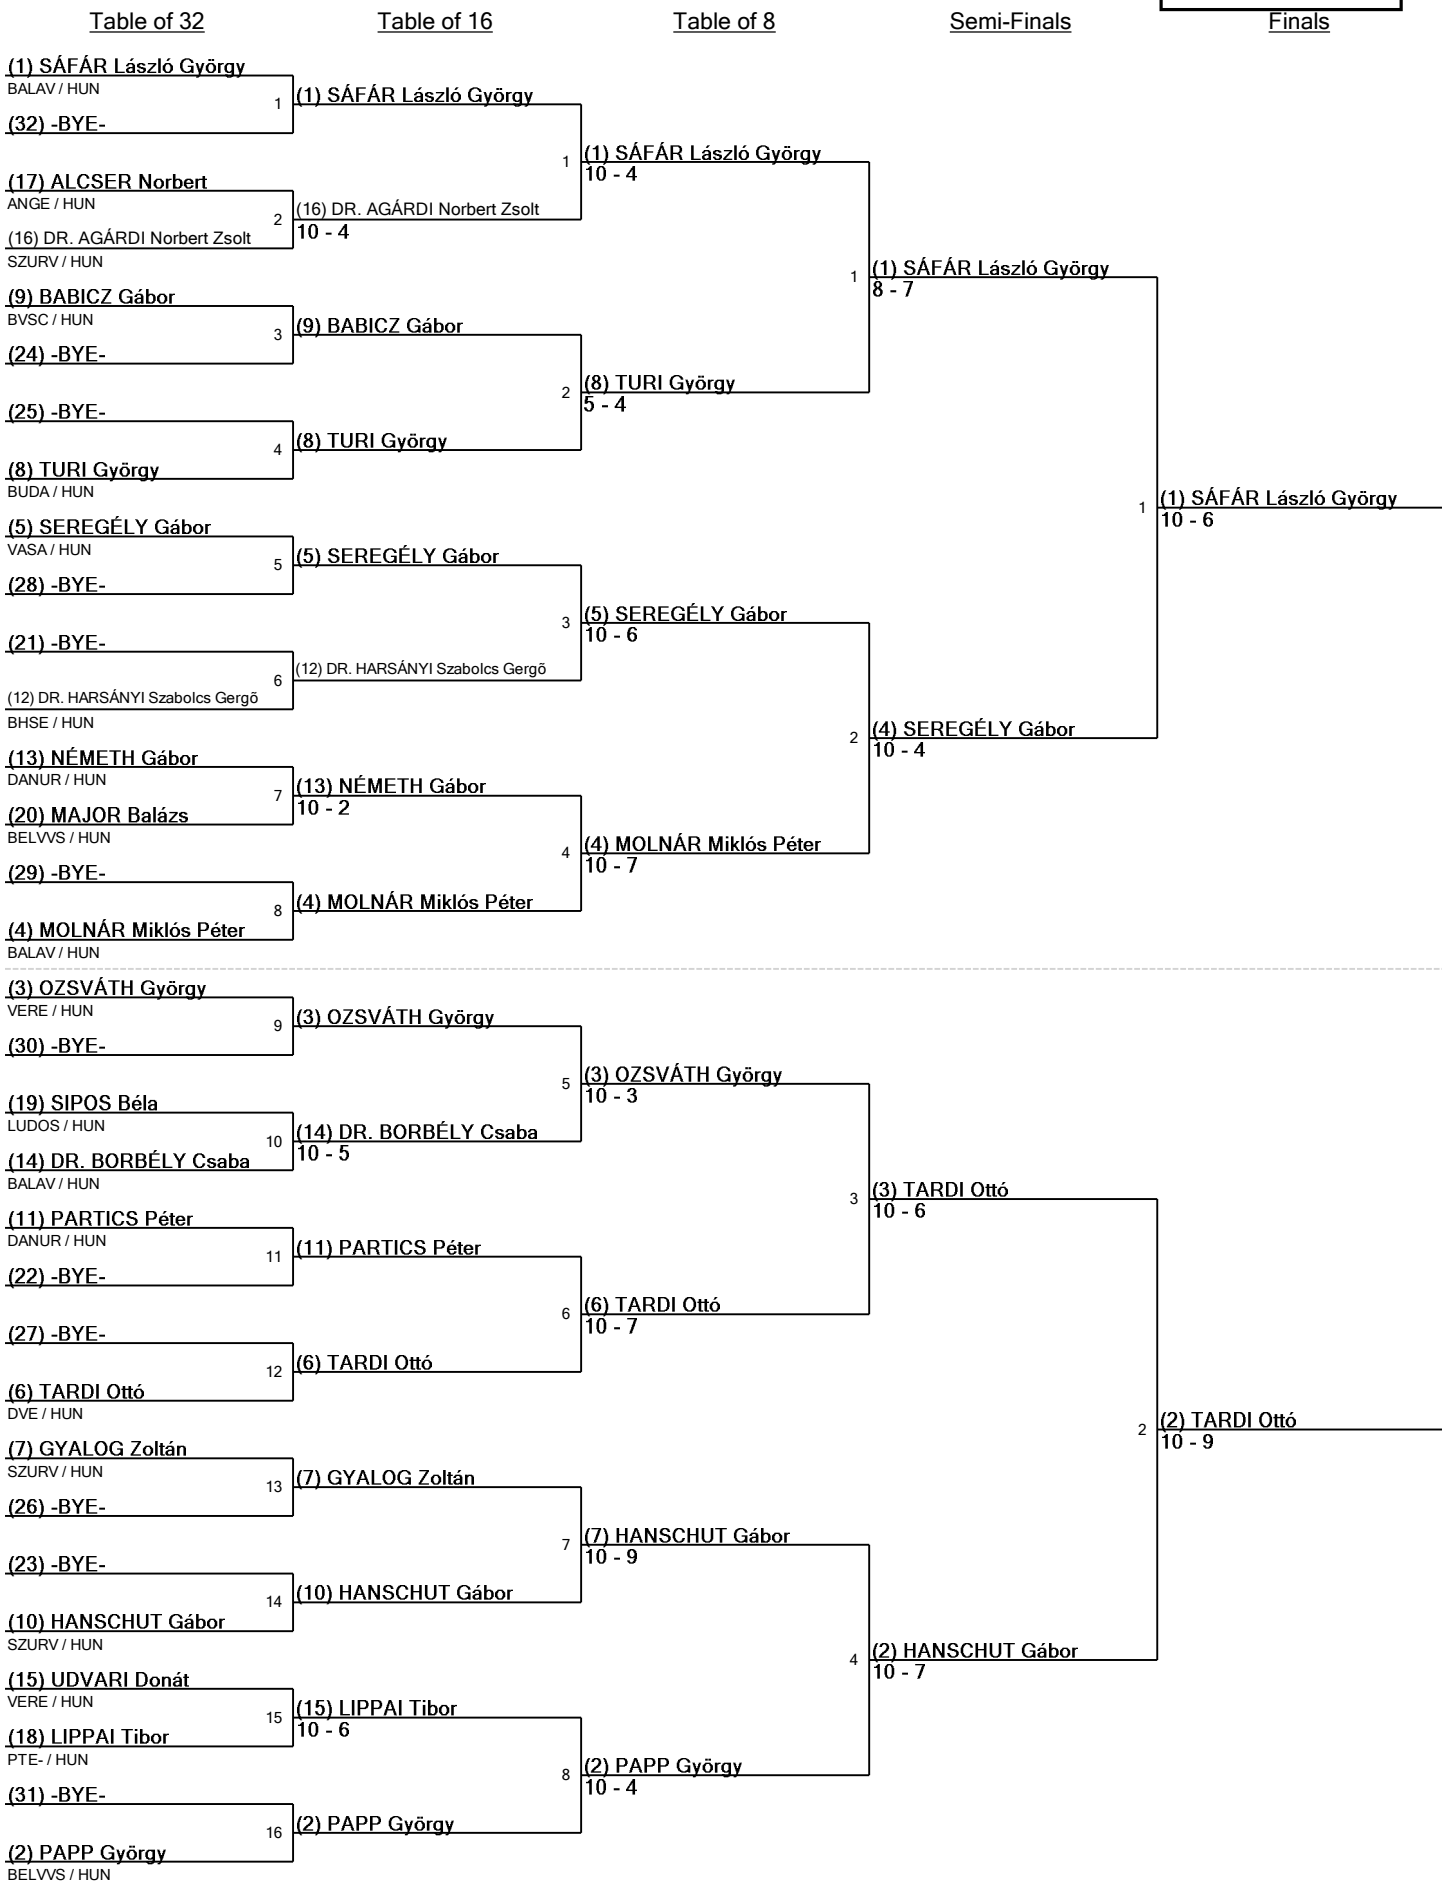 Table of 32
Table of 16
Table of 8
Semi-Finals
Finals
(1) SÁFÁR László György
BALAV / HUN
1
(32) -BYE-
(17) ALCSER Norbert
ANGE / HUN
2
(16) DR. AGÁRDI Norbert Zsolt
SZURV / HUN
(9) BABICZ Gábor
BVSC / HUN
3
(24) -BYE-
(25) -BYE-
4
(8) TURI György
BUDA / HUN
(5) SEREGÉLY Gábor
VASA / HUN
5
(28) -BYE-
(21) -BYE-
6
(12) DR. HARSÁNYI Szabolcs Gergõ
BHSE / HUN
(13) NÉMETH Gábor
DANUR / HUN
7
(20) MAJOR Balázs
BELVVS / HUN
(29) -BYE-
8
(4) MOLNÁR Miklós Péter
BALAV / HUN
(3) OZSVÁTH György
VERE / HUN
9
(30) -BYE-
(19) SIPOS Béla
LUDOS / HUN
10
(14) DR. BORBÉLY Csaba
BALAV / HUN
(11) PARTICS Péter
DANUR / HUN
11
(22) -BYE-
(27) -BYE-
12
(6) TARDI Ottó
DVE / HUN
(7) GYALOG Zoltán
SZURV / HUN
13
(26) -BYE-
(23) -BYE-
14
(10) HANSCHUT Gábor
SZURV / HUN
(15) UDVARI Donát
VERE / HUN
15
(18) LIPPAI Tibor
PTE- / HUN
(31) -BYE-
16
(2) PAPP György
BELVVS / HUN
(1) SÁFÁR László György
1
(16) DR. AGÁRDI Norbert Zsolt
10 - 4
(9) BABICZ Gábor
2
(8) TURI György
(5) SEREGÉLY Gábor
3
(12) DR. HARSÁNYI Szabolcs Gergõ
(13) NÉMETH Gábor
10 - 2
4
(4) MOLNÁR Miklós Péter
(3) OZSVÁTH György
5
(14) DR. BORBÉLY Csaba
10 - 5
(11) PARTICS Péter
6
(6) TARDI Ottó
(7) GYALOG Zoltán
7
(10) HANSCHUT Gábor
(15) LIPPAI Tibor
10 - 6
8
(2) PAPP György
(1) SÁFÁR László György
10 - 4
1
(8) TURI György
5 - 4
(5) SEREGÉLY Gábor
10 - 6
2
(4) MOLNÁR Miklós Péter
10 - 7
(3) OZSVÁTH György
10 - 3
3
(6) TARDI Ottó
10 - 7
(7) HANSCHUT Gábor
10 - 9
4
(2) PAPP György
10 - 4
(1) SÁFÁR László György
8 - 7
1
(4) SEREGÉLY Gábor
10 - 4
(3) TARDI Ottó
10 - 6
2
(2) HANSCHUT Gábor
10 - 7
(1) SÁFÁR László György
10 - 6
(2) TARDI Ottó
10 - 9